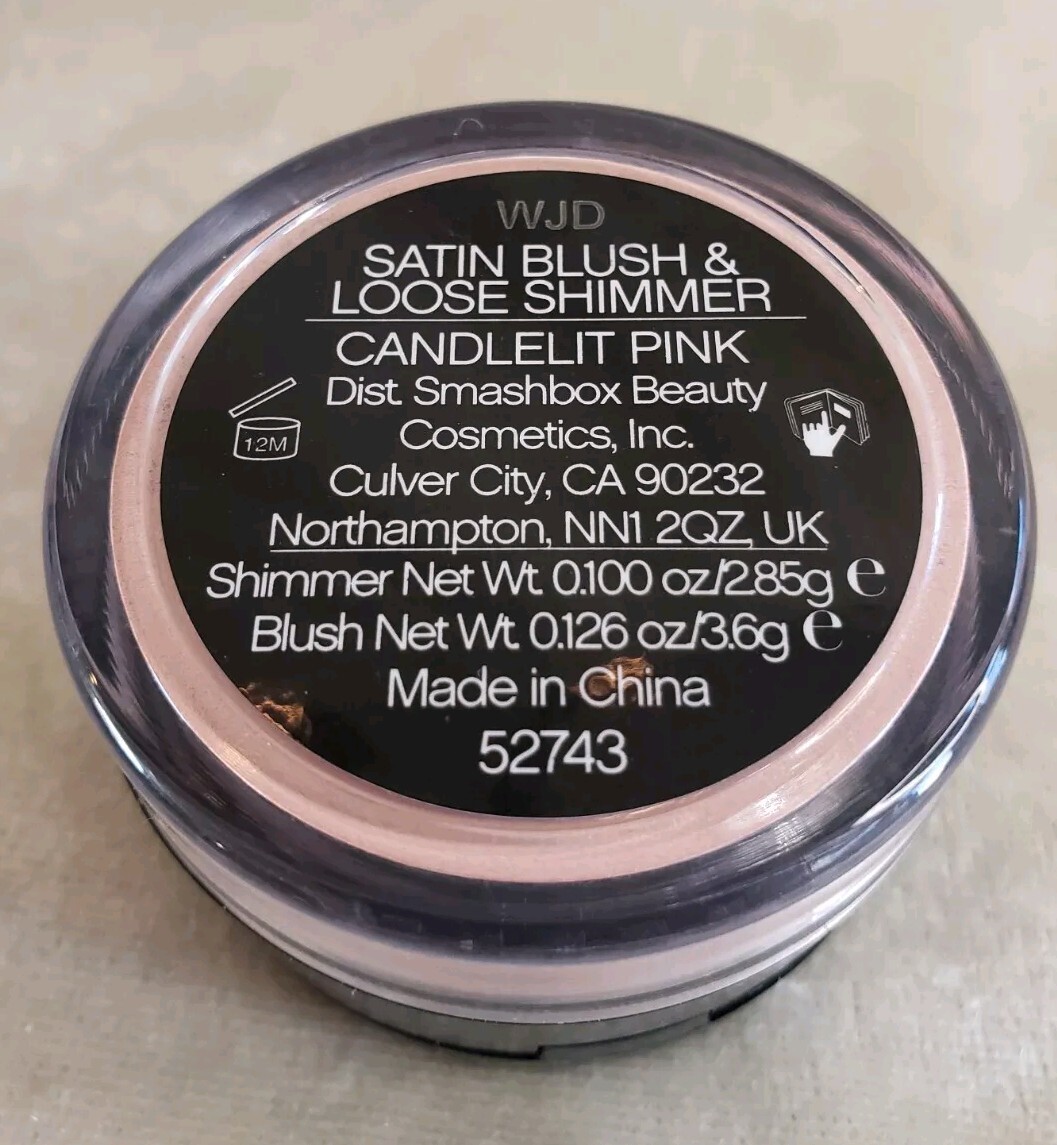 WJD
SATIN BLUSH &
LOOSE SHIMMER
CANDLELIT PINK
Dist. Smashbox Beauty
Cosmetics, Inc.
12M
Culver City, CA 90232
Northampton, NN1 2QZ, UK
Shimmer Net Wt. 0.100 oz/2.85g e
Blush Net Wt. 0.126 oz/3.6g e
Made in China
52743